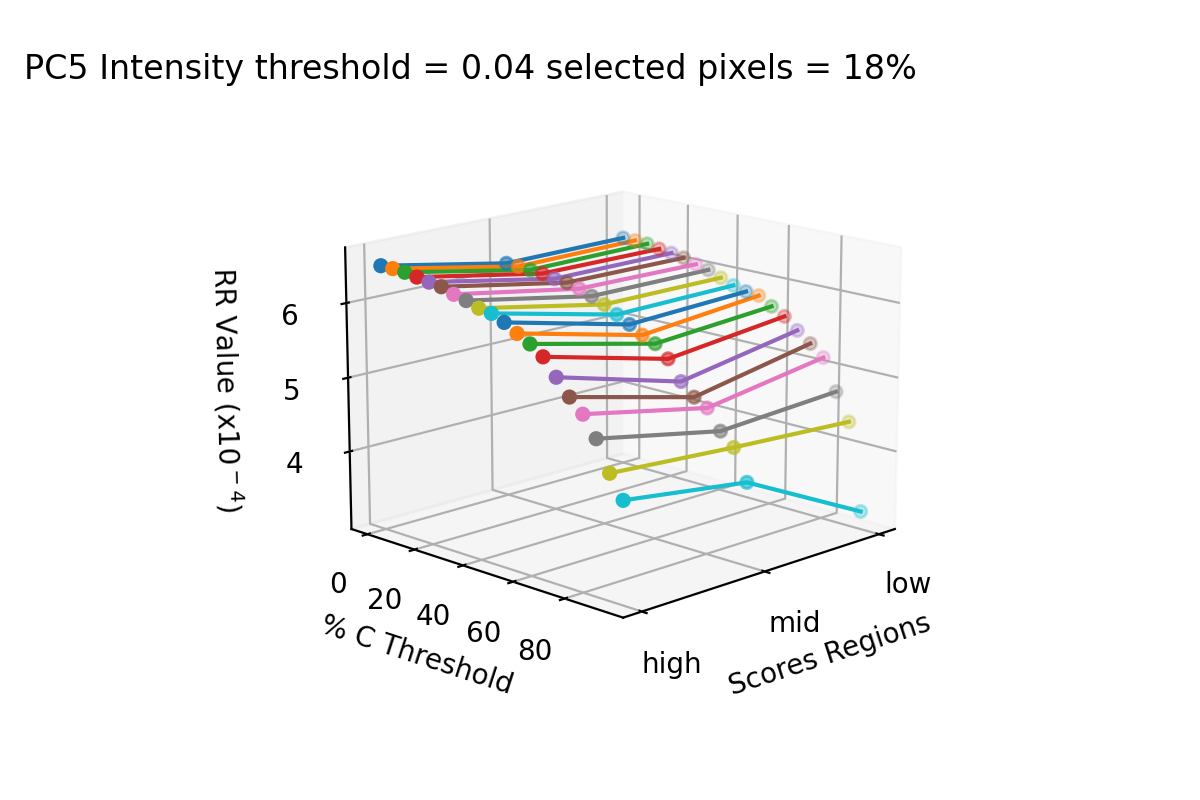 PC5 Intensity threshold = 0.04 selected pixels = 18%
RR Value (x10⁻⁴)
6
5
4
0
20
40
60
80
% C Threshold
high
mid
low
Scores Regions